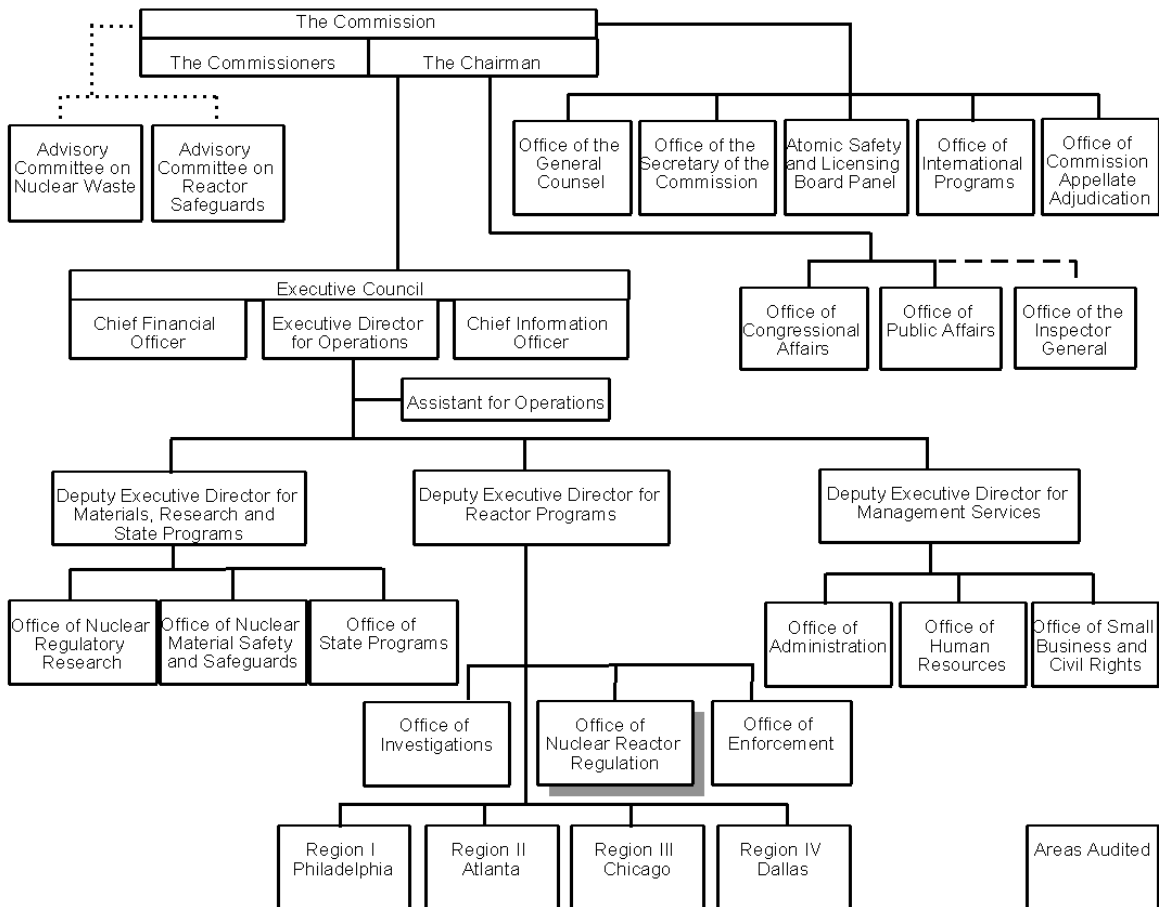 The Commission
The Commissioners
The Chairman
Advisory
Committee on
Nuclear Waste
Advisory
Committee on
Reactor
Safeguards
Office of the
General
Counsel
Office of the
Secretary of the
Commission
Atomic Safety
and Licensing
Board Panel
Office of
International
Programs
Office of
Commission
Appellate
Adjudication
Executive Council
Chief Financial
Officer
Executive Director
for Operations
Chief Information
Officer
Office of
Congressional
Affairs
Office of
Public Affairs
Office of the
Inspector
General
Assistant for Operations
Deputy Executive Director for
Materials, Research and
State Programs
Deputy Executive Director for
Reactor Programs
Deputy Executive Director for
Management Services
Office of Nuclear
Regulatory
Research
Office of Nuclear
Material Safety
and Safeguards
Office of
State Programs
Office of
Administration
Office of
Human
Resources
Office of Small
Business and
Civil Rights
Office of
Investigations
Office of
Nuclear Reactor
Regulation
Office of
Enforcement
Region I
Philadelphia
Region II
Atlanta
Region III
Chicago
Region IV
Dallas
Areas Audited